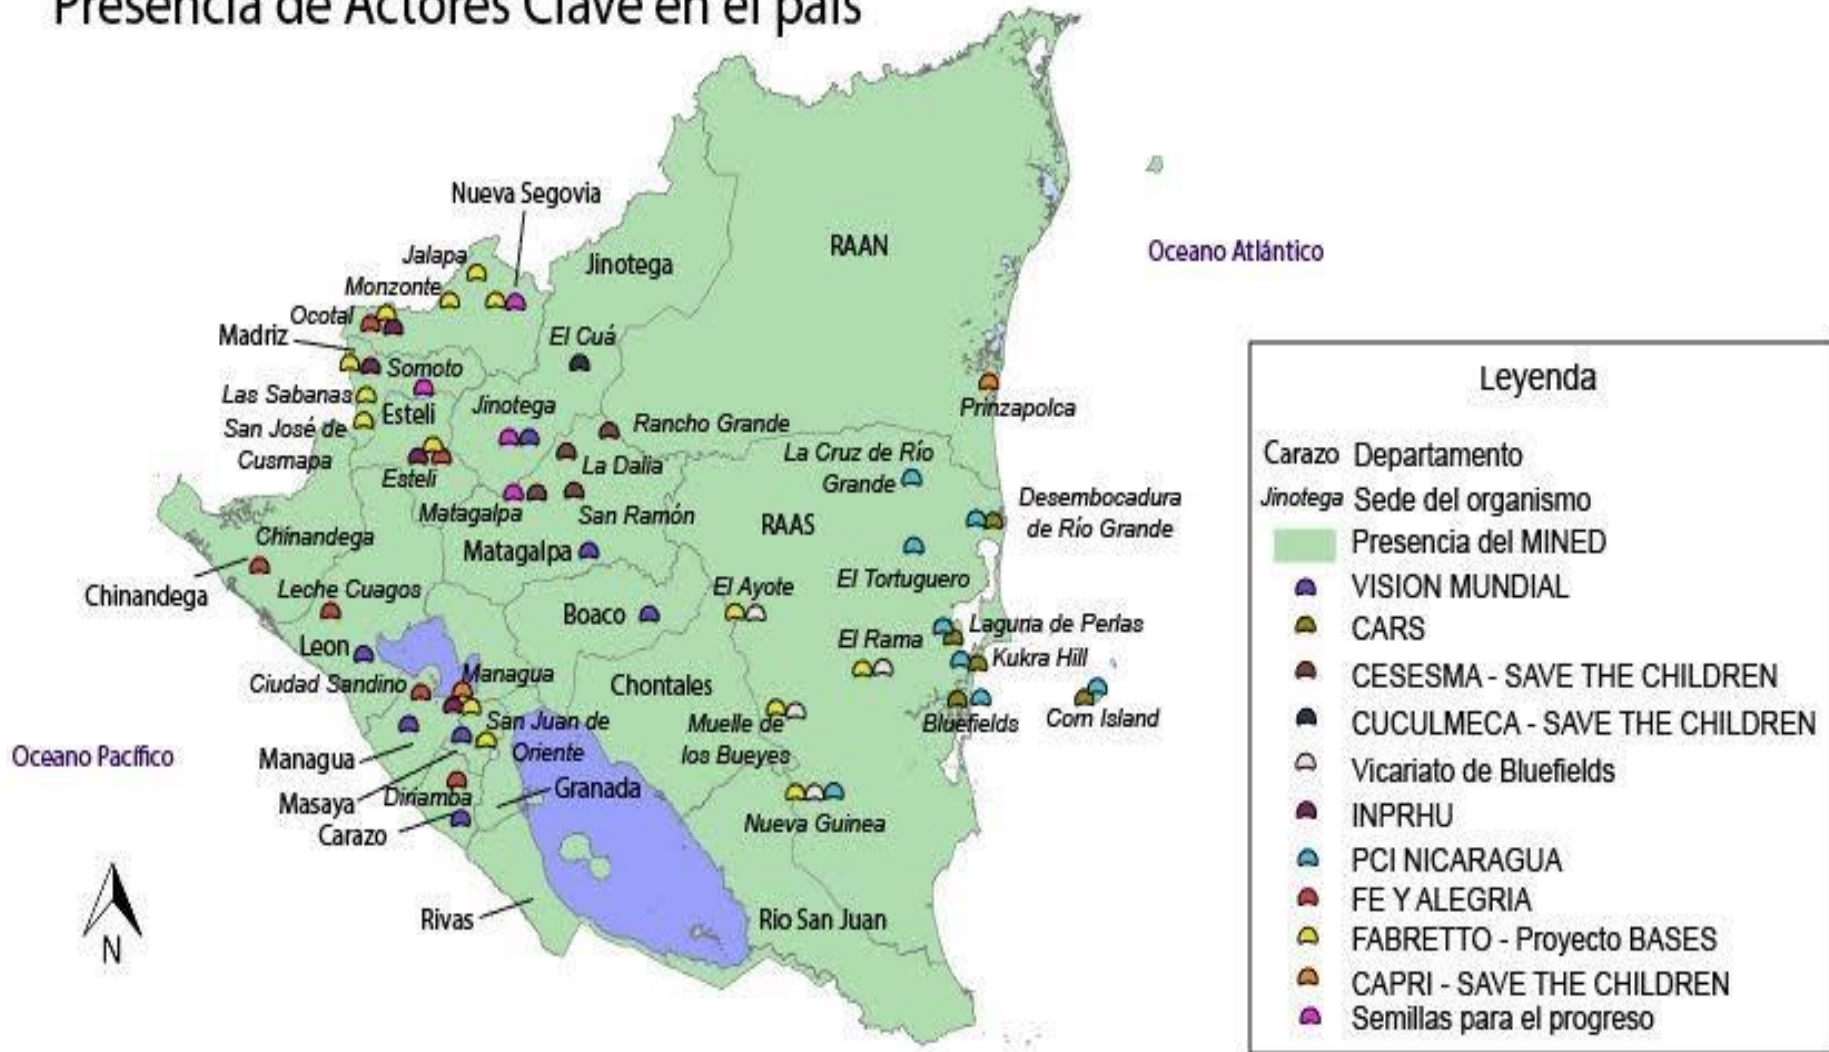 Presencia de Actores Clave en el país
Nueva Segovia
Jalapa
Jinotega
RAAN
Oceano Atlántico
Monzonte
Ocotal
Madriz
El Cuá
Somoto
Las Sabanas
Esteli
Jinotega
Prinzapolca
San José de
Cusmapa
Rancho Grande
La Cruz de Río
Grande
La Dalia
Esteli
Matagalpa
San Ramón
RAAS
Desembocadura
de Río Grande
Chinandega
Matagalpa
El Tortuguero
Chinandega
Leche Cuagos
El Ayote
Boaco
Laguna de Perlas
El Rama
Leon
Kukra Hill
Managua
Ciudad Sandino
Chontales
San Juan de
Oriente
Muelle de
los Bueyes
Bluefields
Corn Island
Oceano Pacífico
Managua
Masaya
Diriamba
Granada
Carazo
Nueva Guinea
Rivas
Rio San Juan
N
Leyenda
Carazo Departamento
Jinotega Sede del organismo
Presencia del MINED
VISION MUNDIAL
CARS
CESESMA - SAVE THE CHILDREN
CUCULMECA - SAVE THE CHILDREN
Vicariato de Bluefields
INPRHU
PCI NICARAGUA
FE Y ALEGRIA
FABRETTO - Proyecto BASES
CAPRI - SAVE THE CHILDREN
Semillas para el progreso